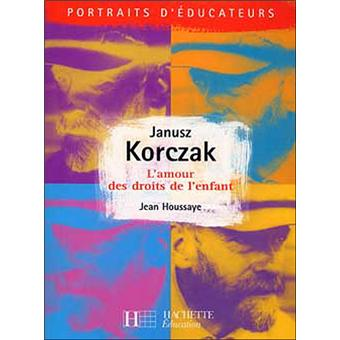 PORTRAITS D'ÉDUCATEURS
Janusz
Korczak
L'amour
des droits de l'enfant
Jean Houssaye
H HACHETTE
Éducation